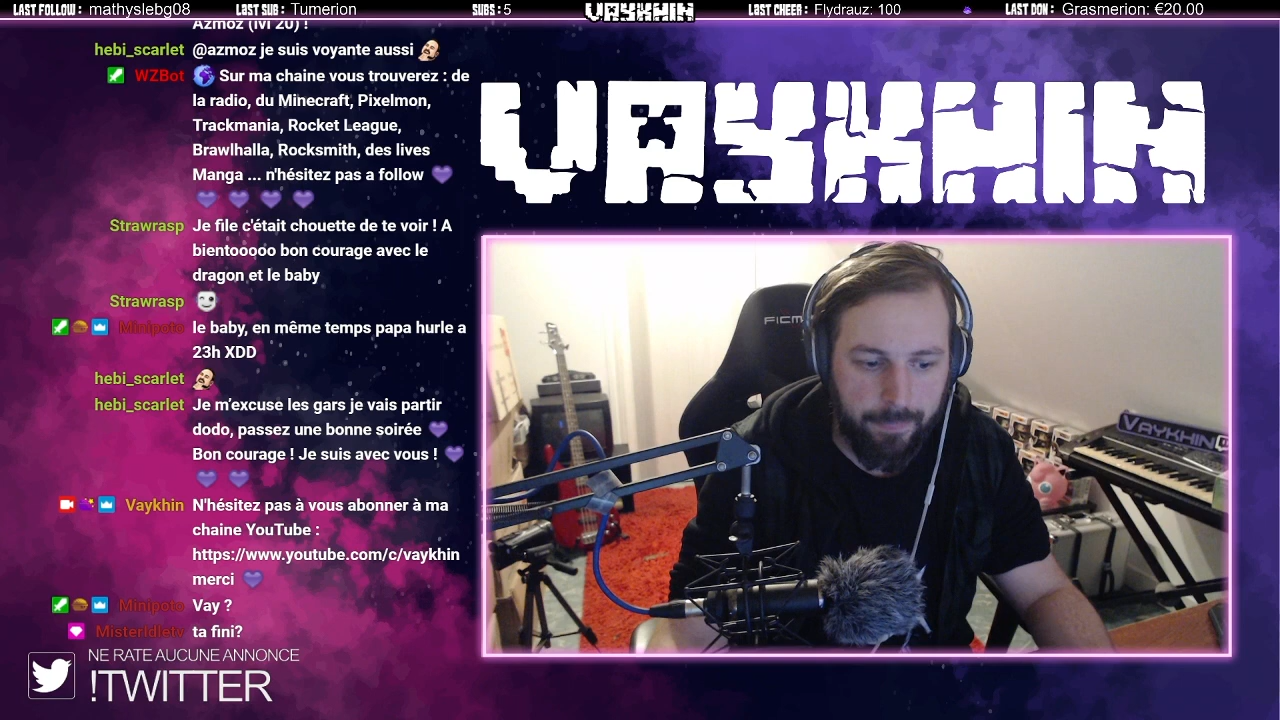 LAST FOLLOW : mathyslebg08
LAST SUB : Tumerion
SUBS : 5
VAYKHIN
LAST CHEER : Flydrauz: 100
LAST DON : Grasmerion: €20.00
Azmoz (lvl 20) !
hebi_scarlet @azmoz je suis voyante aussi
WZBot Sur ma chaine vous trouverez : de
la radio, du Minecraft, Pixelmon,
Trackmania, Rocket League,
Brawlhalla, Rocksmith, des lives
Manga ... n'hésitez pas a follow
Strawrasp Je file c'était chouette de te voir ! A
bientooooo bon courage avec le
dragon et le baby
Strawrasp
Minipoto le baby, en même temps papa hurle a
23h XDD
hebi_scarlet
hebi_scarlet Je m'excuse les gars je vais partir
dodo, passez une bonne soirée
Bon courage ! Je suis avec vous !
Vaykhin N'hésitez pas à vous abonner à ma
chaine YouTube :
https://www.youtube.com/c/vaykhin
merci
Minipoto Vay ?
MisterIdletv ta fini?
NE RATE AUCUNE ANNONCE
!TWITTER
VAYKHIN
FICM
VAYKHIN